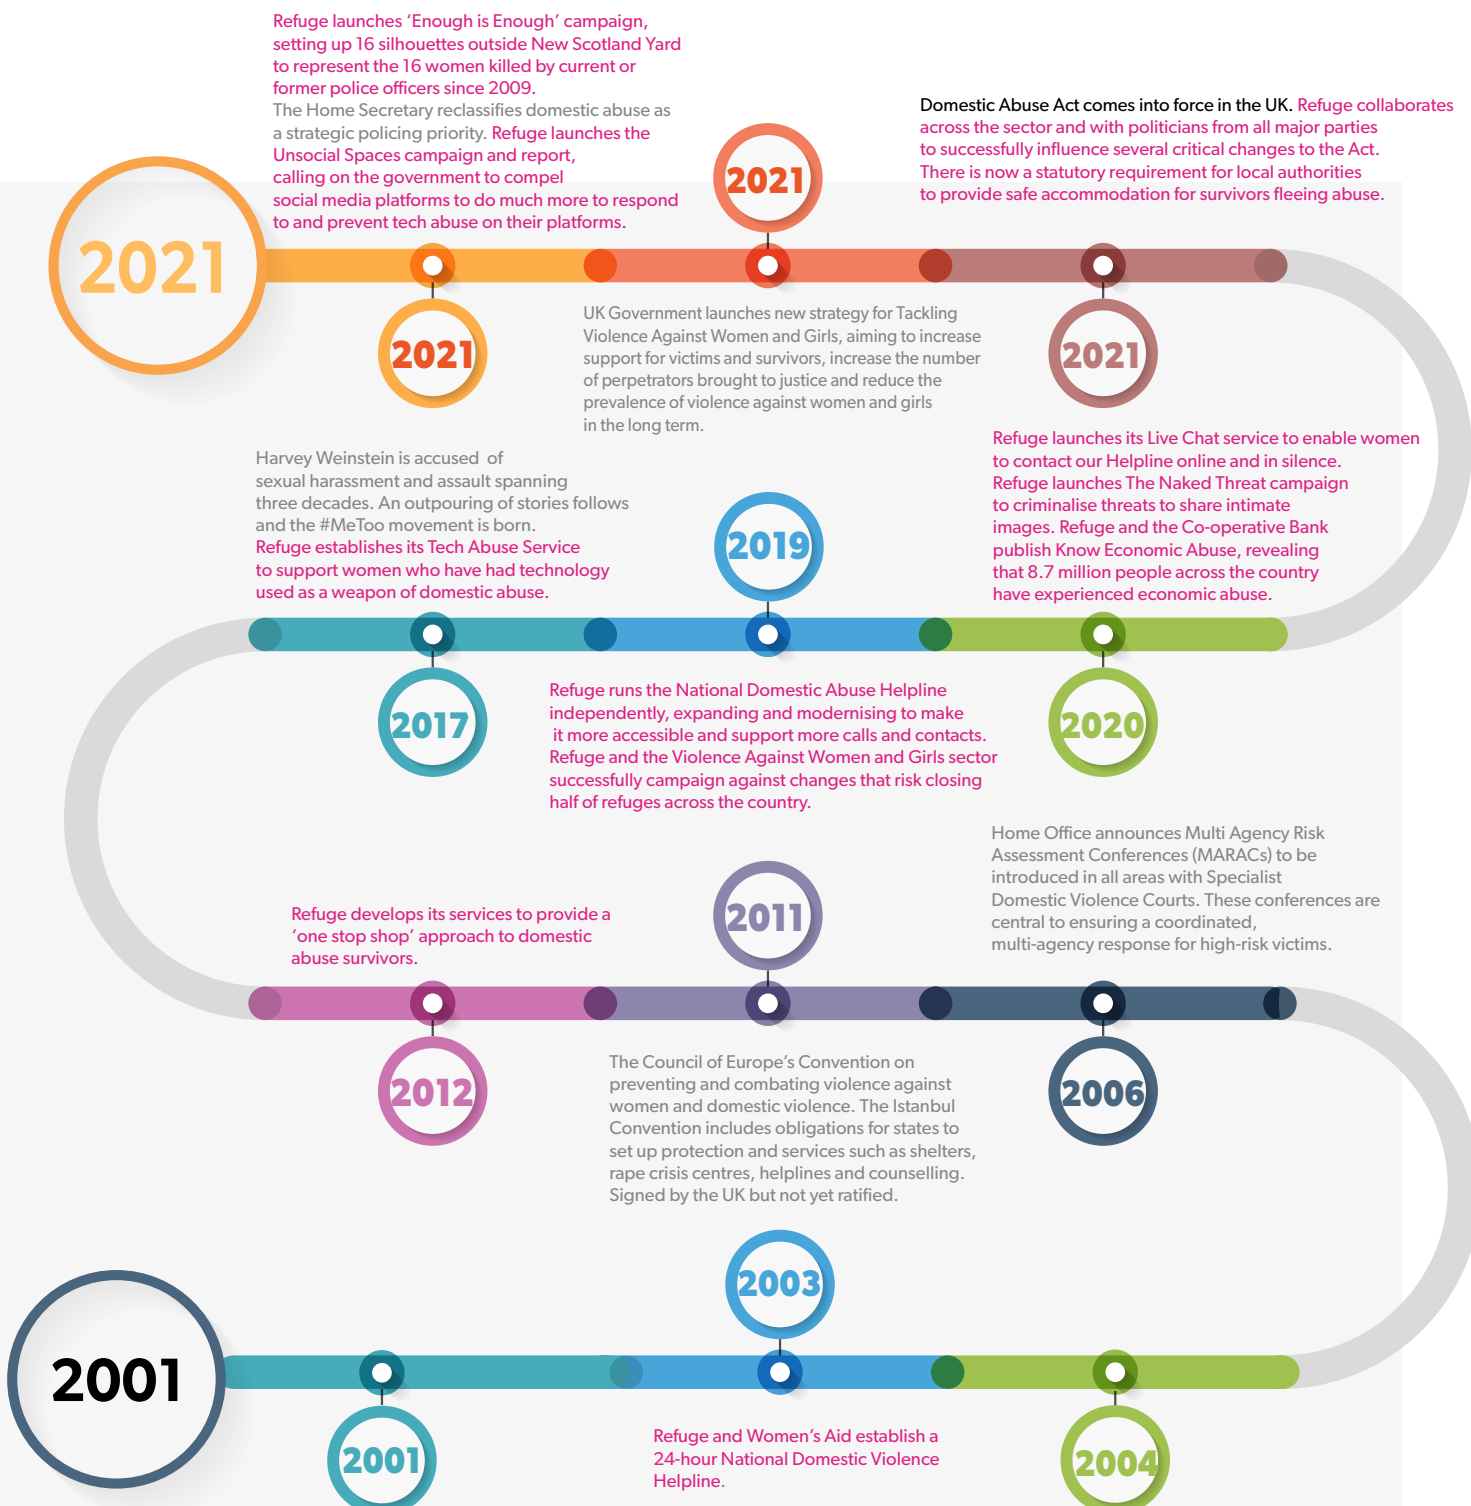 Refuge launches ‘Enough is Enough’ campaign,
setting up 16 silhouettes outside New Scotland Yard
to represent the 16 women killed by current or
former police officers since 2009.
The Home Secretary reclassifies domestic abuse as
a strategic policing priority. Refuge launches the
Unsocial Spaces campaign and report,
calling on the government to compel
social media platforms to do much more to respond
to and prevent tech abuse on their platforms.
2021
Domestic Abuse Act comes into force in the UK. Refuge collaborates
across the sector and with politicians from all major parties
to successfully influence several critical changes to the Act.
There is now a statutory requirement for local authorities
to provide safe accommodation for survivors fleeing abuse.
2021
2021
UK Government launches new strategy for Tackling
Violence Against Women and Girls, aiming to increase
support for victims and survivors, increase the number
of perpetrators brought to justice and reduce the
prevalence of violence against women and girls
in the long term.
2021
Harvey Weinstein is accused of
sexual harassment and assault spanning
three decades. An outpouring of stories follows
and the #MeToo movement is born.
Refuge establishes its Tech Abuse Service
to support women who have had technology
used as a weapon of domestic abuse.
2019
Refuge launches its Live Chat service to enable women
to contact our Helpline online and in silence.
Refuge launches The Naked Threat campaign
to criminalise threats to share intimate
images. Refuge and the Co-operative Bank
publish Know Economic Abuse, revealing
that 8.7 million people across the country
have experienced economic abuse.
2017
Refuge runs the National Domestic Abuse Helpline
independently, expanding and modernising to make
it more accessible and support more calls and contacts.
Refuge and the Violence Against Women and Girls sector
successfully campaign against changes that risk closing
half of refuges across the country.
2020
Refuge develops its services to provide a
‘one stop shop’ approach to domestic
abuse survivors.
2011
Home Office announces Multi Agency Risk
Assessment Conferences (MARACs) to be
introduced in all areas with Specialist
Domestic Violence Courts. These conferences are
central to ensuring a coordinated,
multi-agency response for high-risk victims.
2012
The Council of Europe’s Convention on
preventing and combating violence against
women and domestic violence. The Istanbul
Convention includes obligations for states to
set up protection and services such as shelters,
rape crisis centres, helplines and counselling.
Signed by the UK but not yet ratified.
2006
2003
2001
2001
Refuge and Women’s Aid establish a
24-hour National Domestic Violence
Helpline.
2004